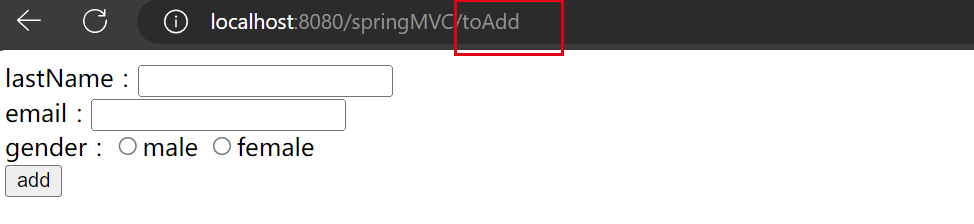 localhost:8080/springMVC/toAdd
lastName：
email：
gender： male female
add